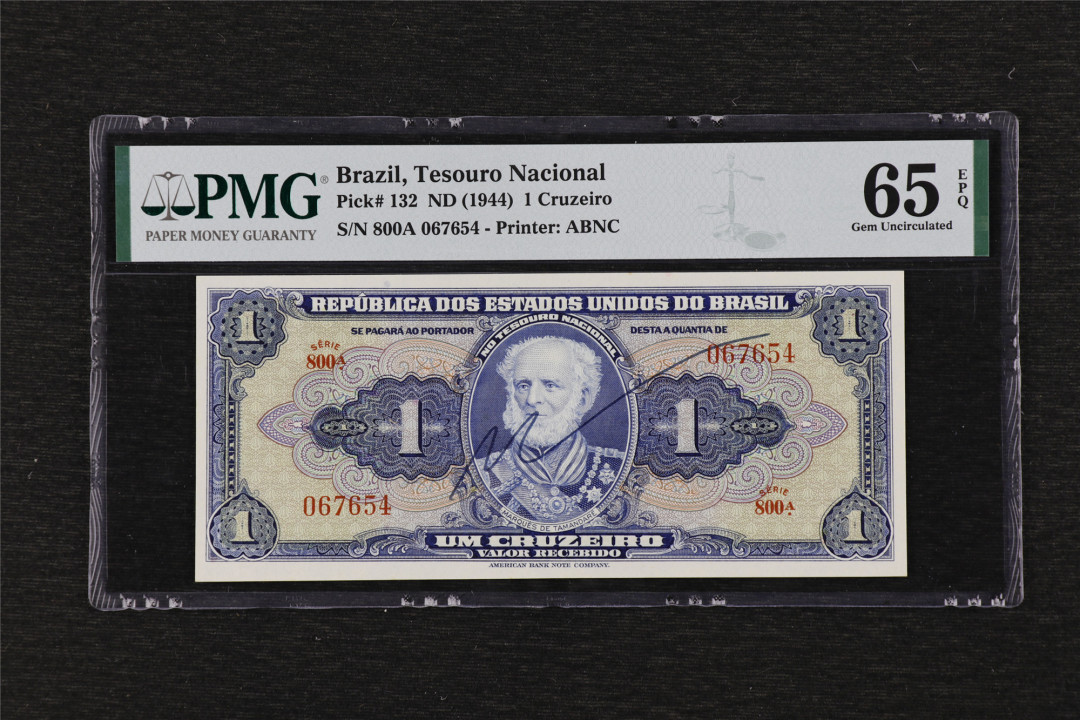 PMG®
PAPER MONEY GUARANTY
Brazil, Tesouro Nacional
Pick# 132 ND (1944) 1 Cruzeiro
S/N 800A 067654 - Printer: ABNC
65
EPQ
Gem Uncirculated
REPÚBLICA DOS ESTADOS UNIDOS DO BRASIL
1
1
SE PAGARÁ AO PORTADOR
NO TESOURO NACIONAL
DESTA A QUANTIA DE
SÉRIE
800A
067654
1
1
067654
SÉRIE
800A
MARQUÊS DE TAMANDARÉ
1
1
UM CRUZEIRO
VALOR RECEBIDO
AMERICAN BANK NOTE COMPANY.